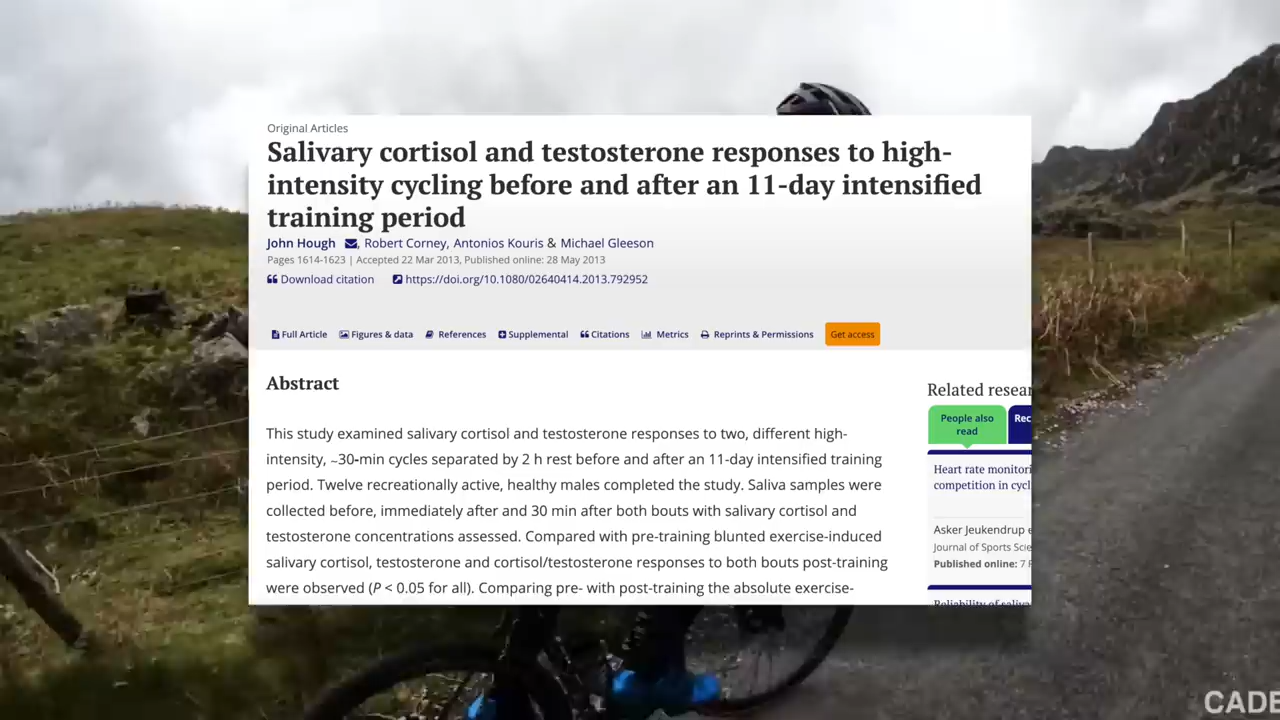 Original Articles
Salivary cortisol and testosterone responses to high-
intensity cycling before and after an 11-day intensified
training period
John Hough , Robert Corney, Antonios Kouris & Michael Gleeson
Pages 1614-1623 | Accepted 22 Mar 2013, Published online: 28 May 2013
Download citation https://doi.org/10.1080/02640414.2013.792952
Full Article Figures & data References Supplemental Citations Metrics Reprints & Permissions Get access
Abstract
This study examined salivary cortisol and testosterone responses to two, different high-
intensity, ~30-min cycles separated by 2 h rest before and after an 11-day intensified training
period. Twelve recreationally active, healthy males completed the study. Saliva samples were
collected before, immediately after and 30 min after both bouts with salivary cortisol and
testosterone concentrations assessed. Compared with pre-training blunted exercise-induced
salivary cortisol, testosterone and cortisol/testosterone responses to both bouts post-training
were observed (P < 0.05 for all). Comparing pre- with post-training the absolute exercise-
Related resear
People also
read
Rec
Heart rate monitori
competition in cycl
Asker Jeukendrup e
Journal of Sports Scie
Published online: 7
Reliability of saliva
CADE